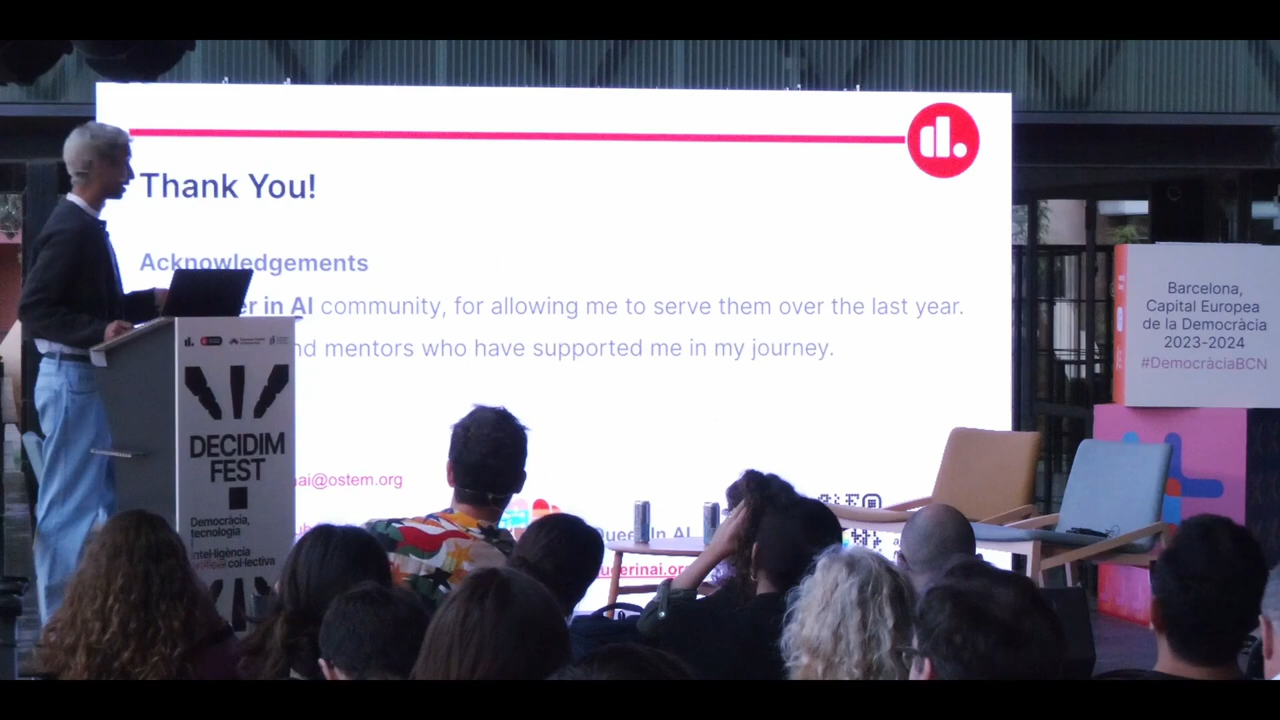 Thank You!
Acknowledgements
er in AI community, for allowing me to serve them over the last year.
nd mentors who have supported me in my journey.
nai@ostem.org
Queer In AI
ueerinai.or
DECIDIM
FEST
Democràcia,
tecnologia
intel·ligència
col·lectiva
Barcelona,
Capital Europea
de la Democràcia
2023-2024
#DemocràciaBCN